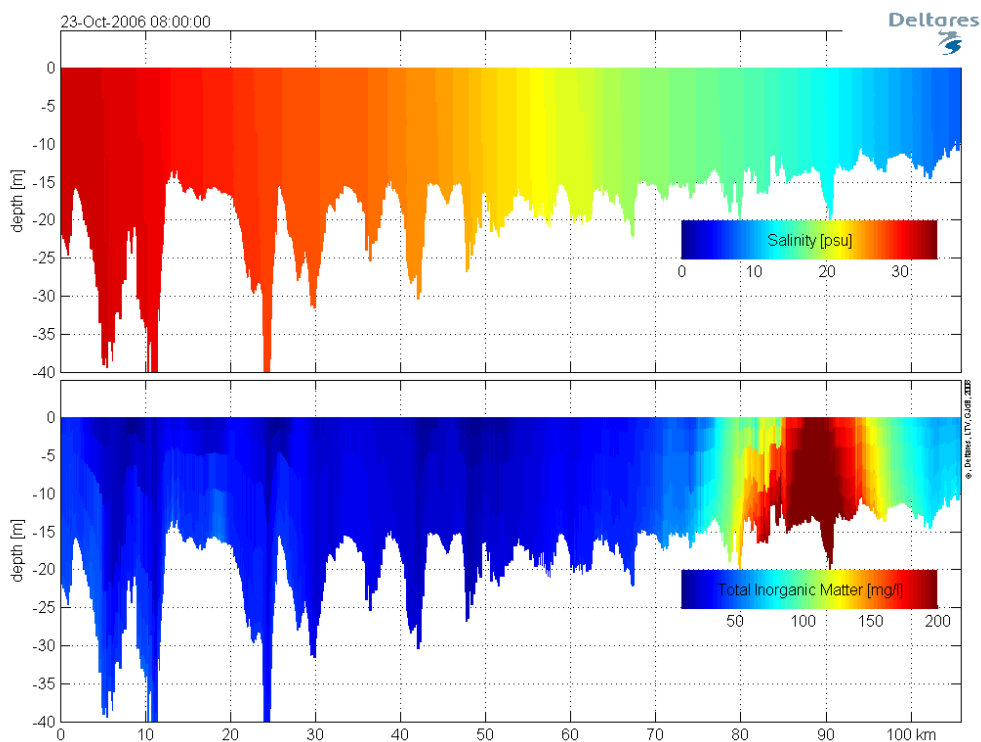 23-Oct-2006 08:00:00
Deltares
0
-5
-10
-15
-20
-25
-30
-35
-40
depth [m]
Salinity [psu]
0 10 20 30
0
-5
-10
-15
-20
-25
-30
-35
-40
depth [m]
Total Inorganic Matter [mg/l]
50 100 150 200
0 10 20 30 40 50 60 70 80 90 100 km
Deltares, LTV,